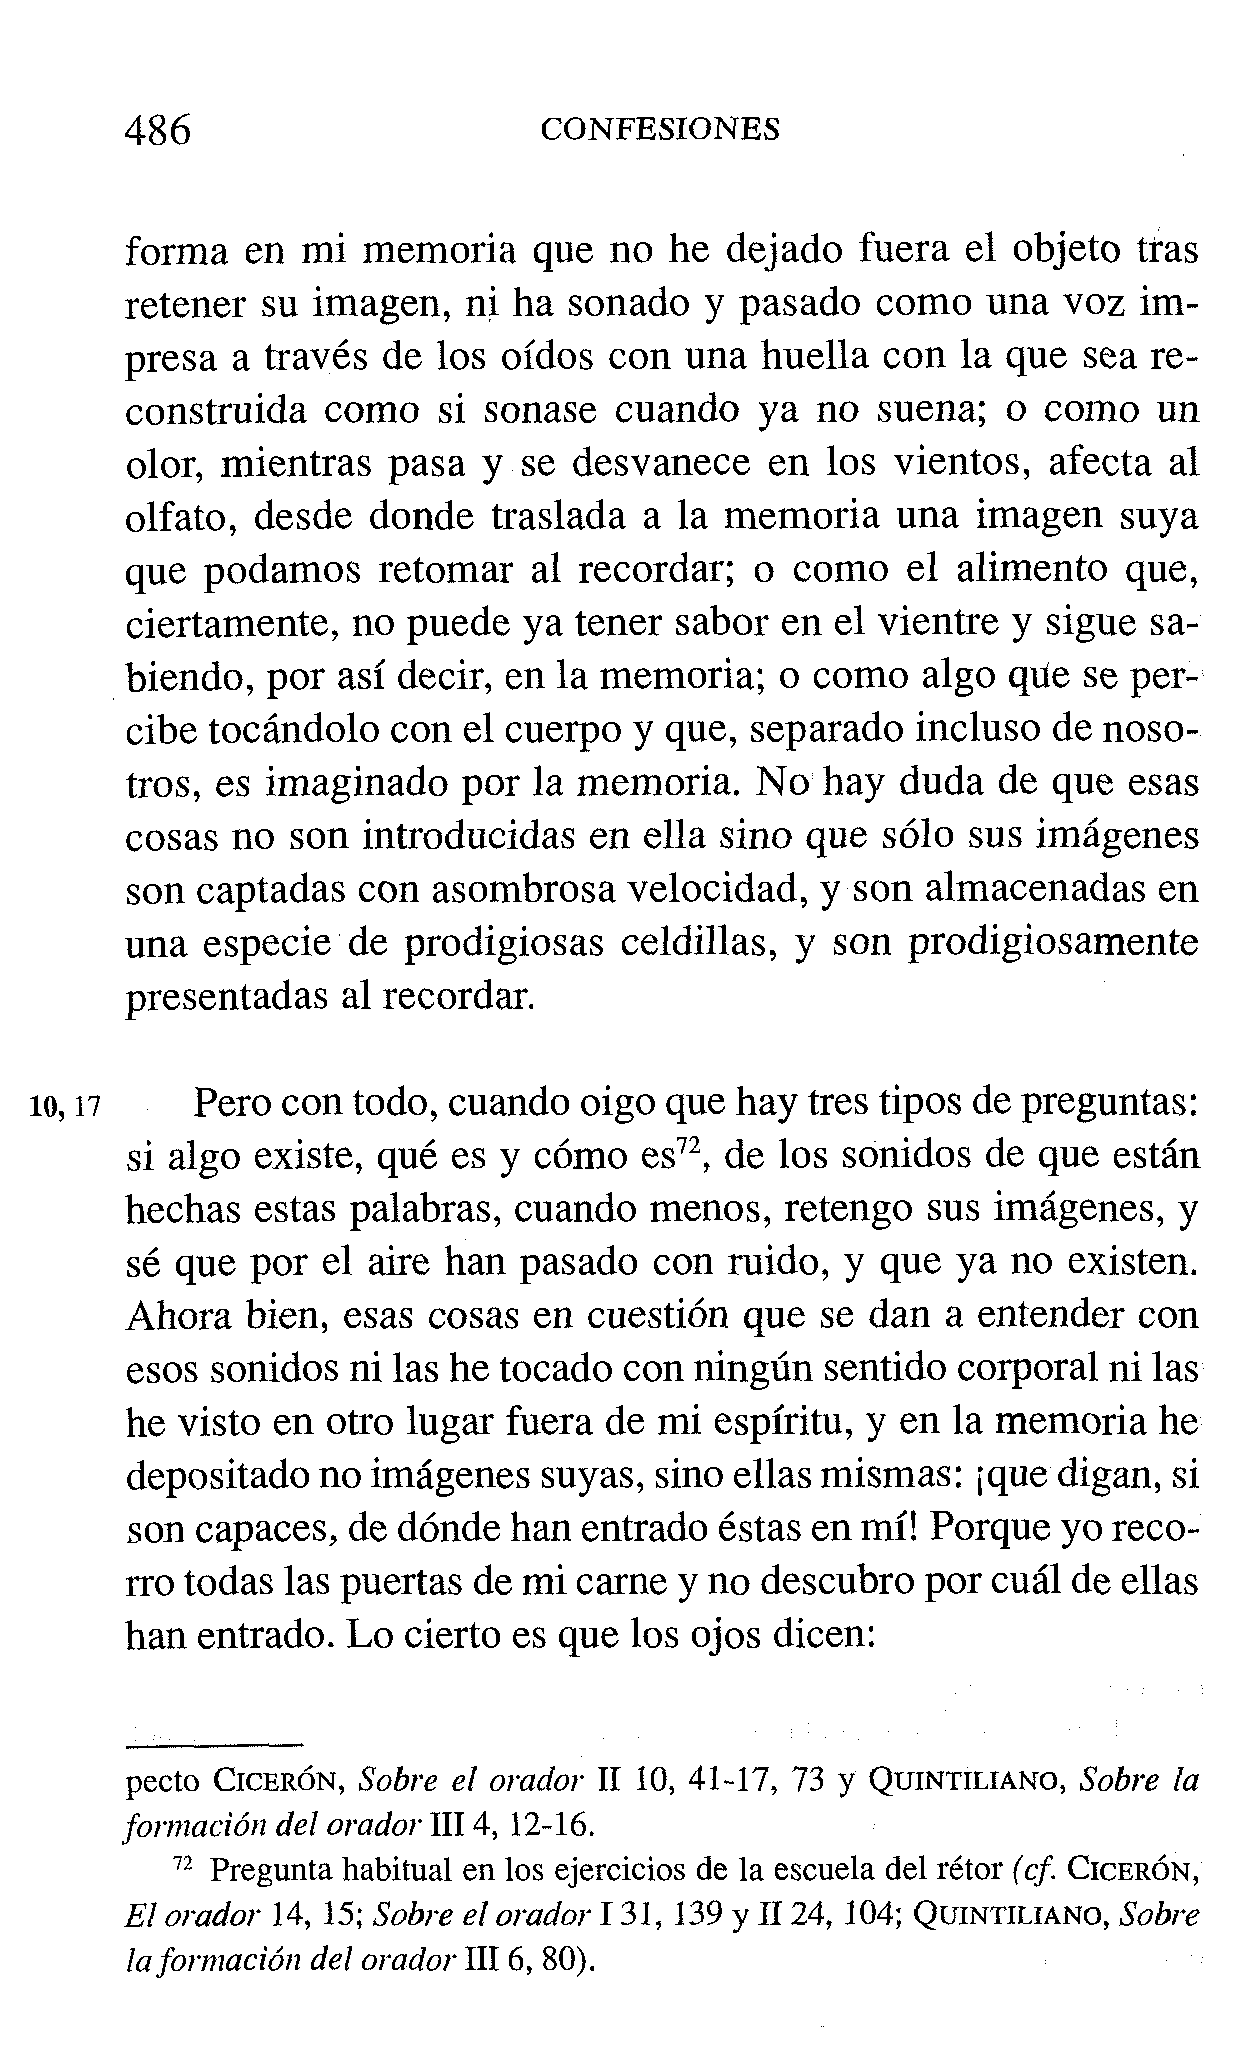 486 CONFESIONES
forma en mi memoria que no he dejado fuera el objeto tras
retener su imagen, ni ha sonado y pasado como una voz im-
presa a través de los oídos con una huella con la que sea re-
construida como si sonase cuando ya no suena; o como un
olor, mientras pasa y se desvanece en los vientos, afecta al
olfato, desde donde traslada a la memoria una imagen suya
que podamos retomar al recordar; o como el alimento que,
ciertamente, no puede ya tener sabor en el vientre y sigue sa-
biendo, por así decir, en la memoria; o como algo que se per-
cibe tocándolo con el cuerpo y que, separado incluso de noso-
tros, es imaginado por la memoria. No hay duda de que esas
cosas no son introducidas en ella sino que sólo sus imágenes
son captadas con asombrosa velocidad, y son almacenadas en
una especie de prodigiosas celdillas, y son prodigiosamente
presentadas al recordar.
10, 17 Pero con todo, cuando oigo que hay tres tipos de preguntas:
si algo existe, qué es y cómo es⁷², de los sonidos de que están
hechas estas palabras, cuando menos, retengo sus imágenes, y
sé que por el aire han pasado con ruido, y que ya no existen.
Ahora bien, esas cosas en cuestión que se dan a entender con
esos sonidos ni las he tocado con ningún sentido corporal ni las
he visto en otro lugar fuera de mi espíritu, y en la memoria he
depositado no imágenes suyas, sino ellas mismas: ¡que digan, si
son capaces, de dónde han entrado éstas en mí! Porque yo reco-
rro todas las puertas de mi carne y no descubro por cuál de ellas
han entrado. Lo cierto es que los ojos dicen:
pecto CICERÓN, Sobre el orador II 10, 41-17, 73 y QUINTILIANO, Sobre la
formación del orador III 4, 12-16.
⁷² Pregunta habitual en los ejercicios de la escuela del rétor (cf. CICERÓN,
El orador 14, 15; Sobre el orador I 31, 139 y II 24, 104; QUINTILIANO, Sobre
la formación del orador III 6, 80).